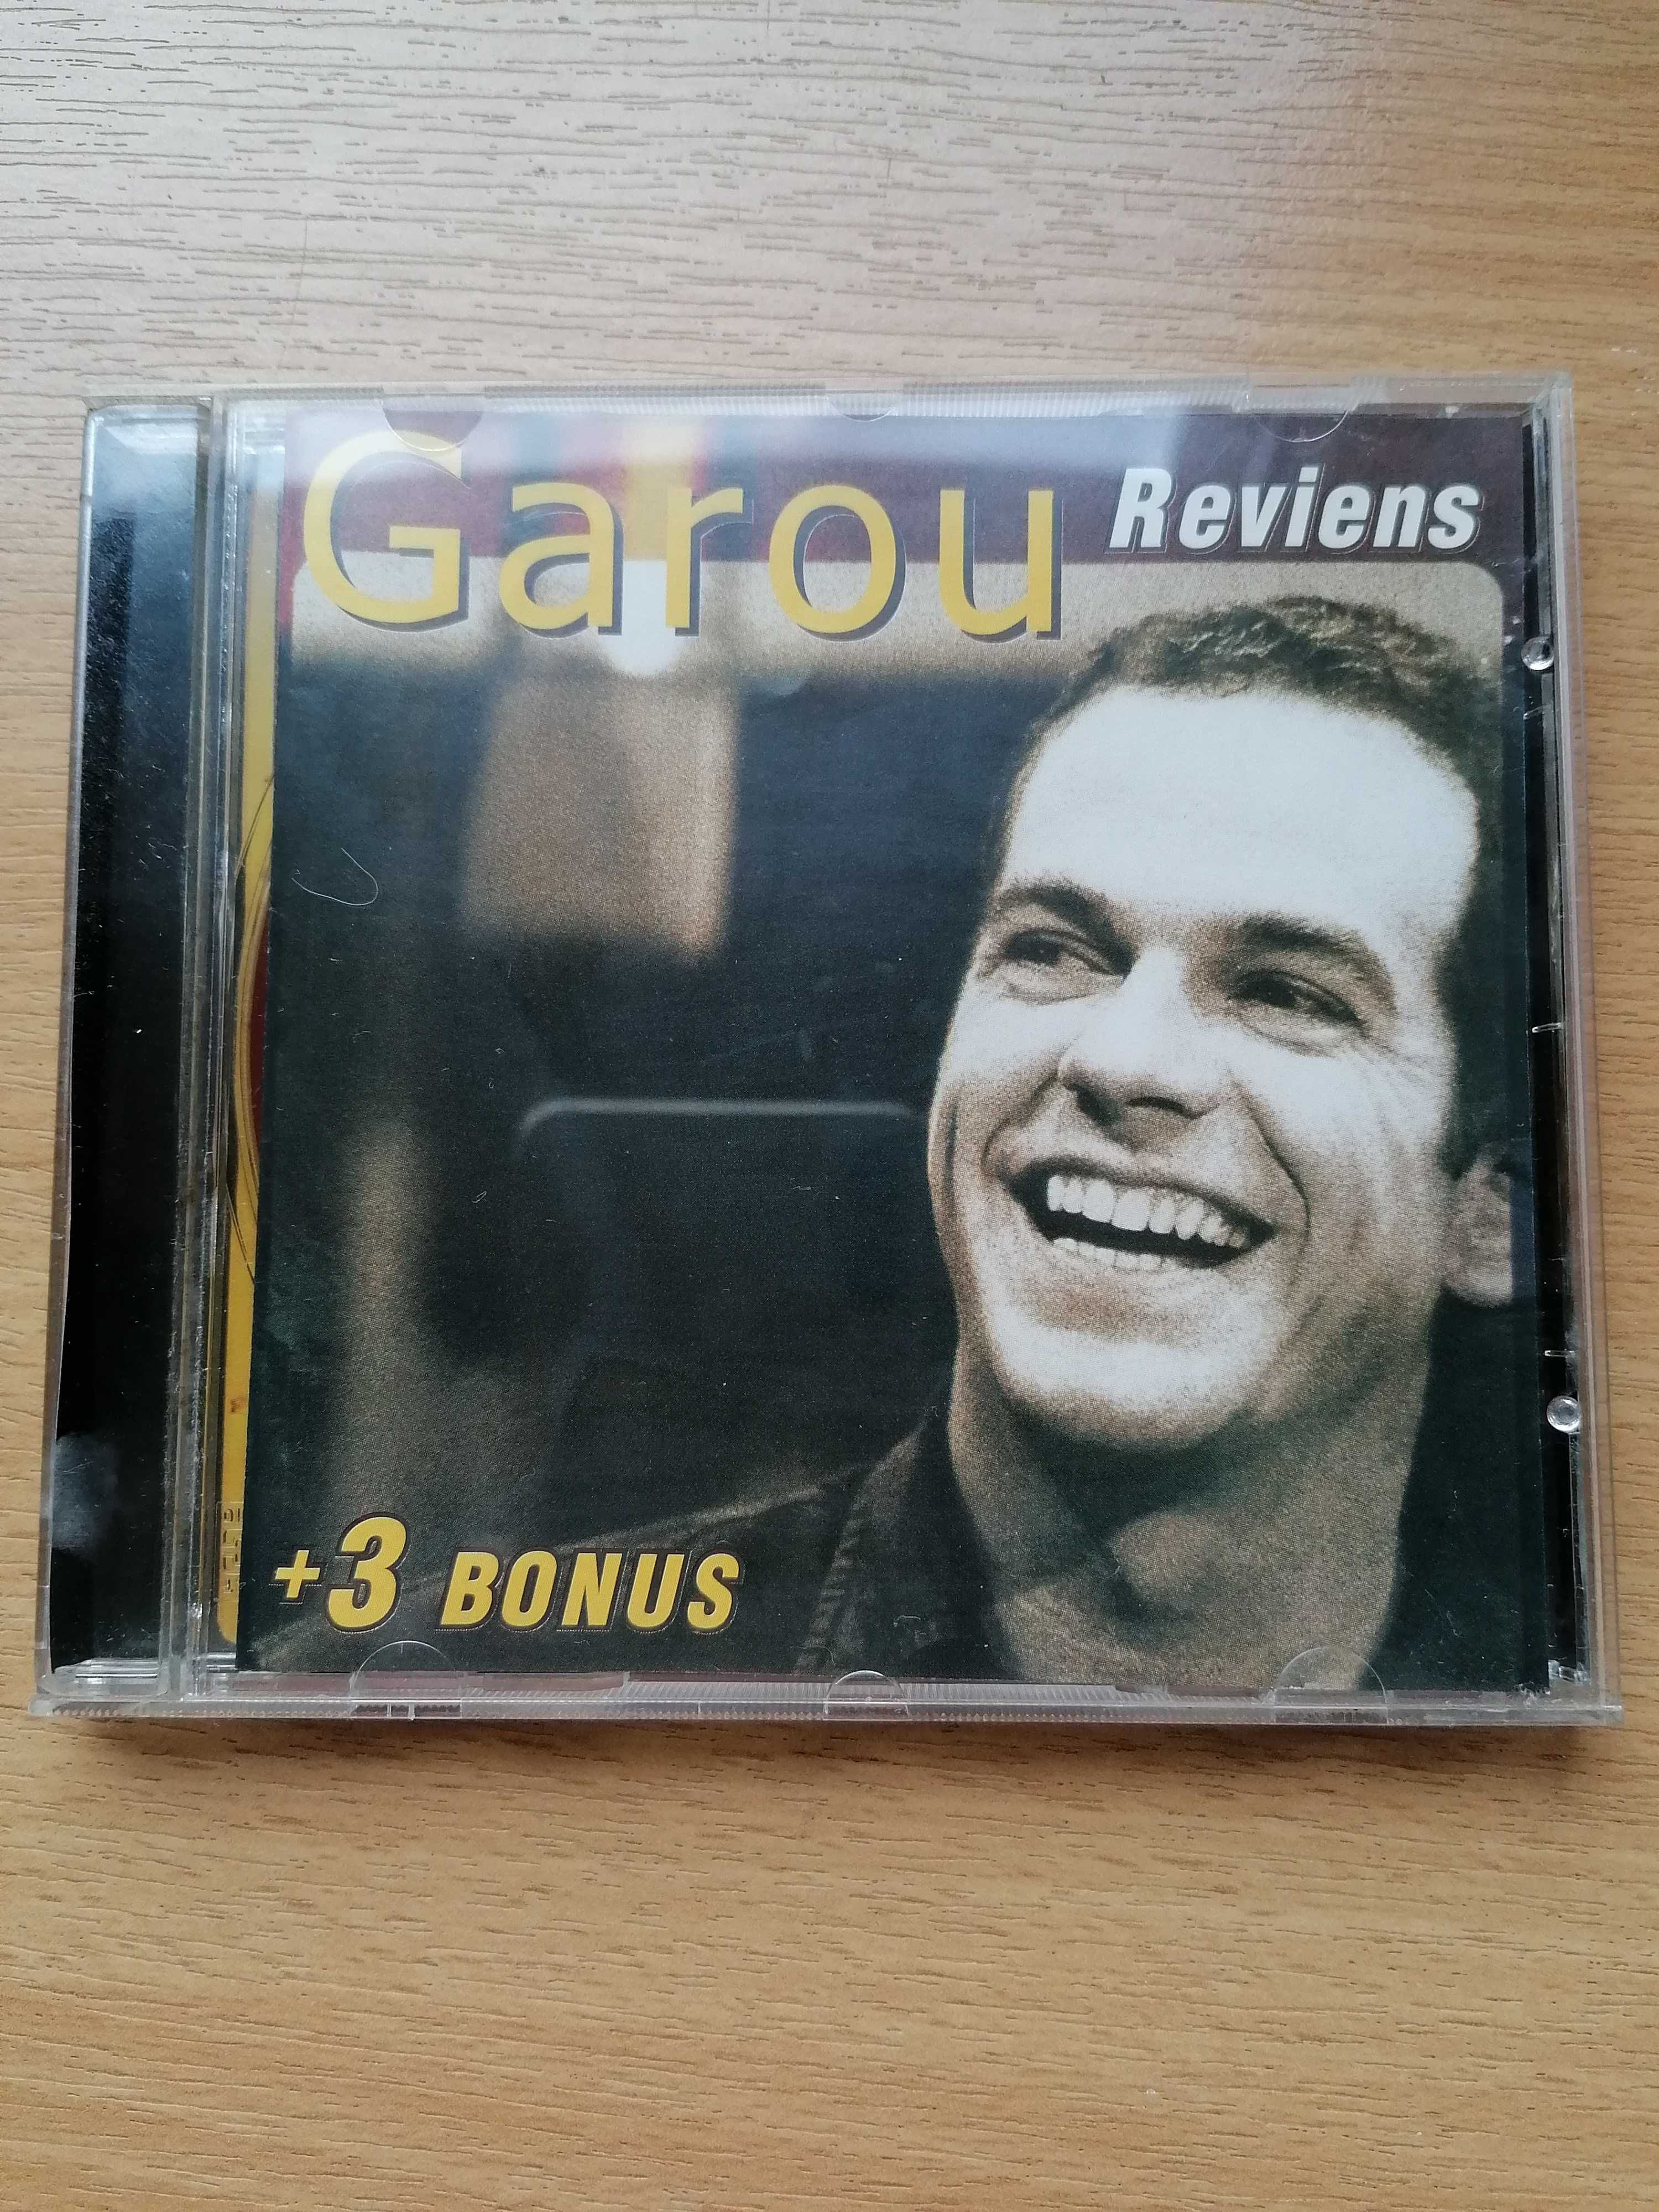 Garou
Reviens
+3 BONUS